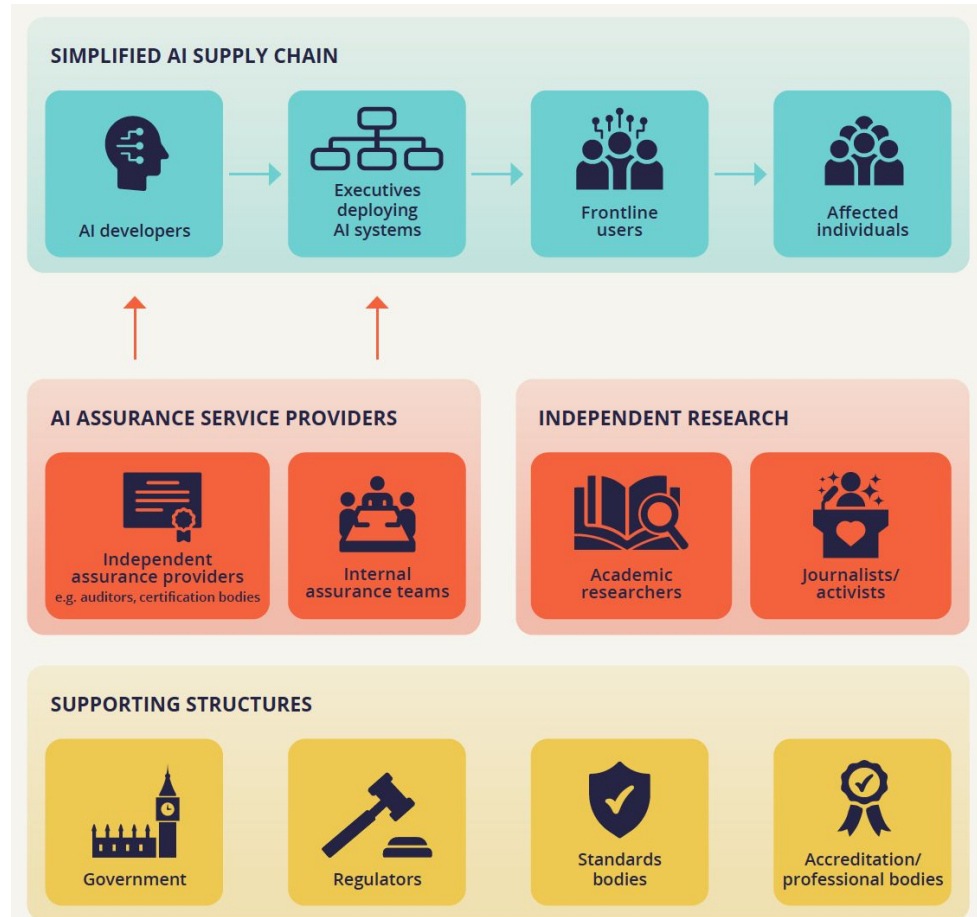 SIMPLIFIED AI SUPPLY CHAIN
AI developers
Executives
deploying
AI systems
Frontline
users
Affected
individuals
AI ASSURANCE SERVICE PROVIDERS
Independent
assurance providers
e.g. auditors, certification bodies
Internal
assurance teams
INDEPENDENT RESEARCH
Academic
researchers
Journalists/
activists
SUPPORTING STRUCTURES
Government
Regulators
Standards
bodies
Accreditation/
professional bodies